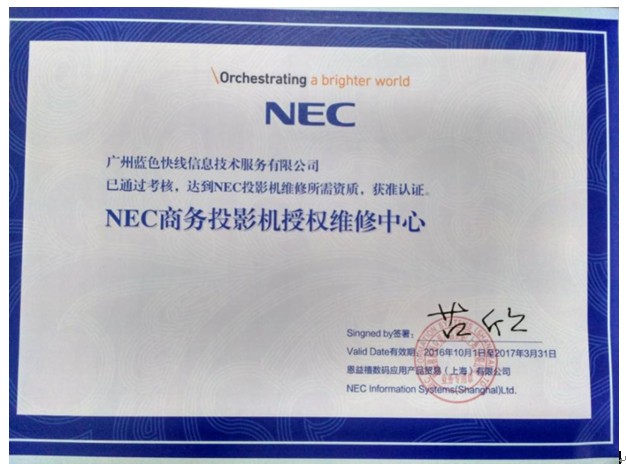 \Orchestrating a brighter world
NEC
广州蓝色快线信息技术服务有限公司
已通过考核，达到NEC投影机维修所需资质，获准认证。
NEC商务投影机授权维修中心
Singned by签署：
Valid Date有效期：2016年10月1日至2017年3月31日
恩益禧数码应用产品贸易（上海）有限公司
NEC Information Systems(Shanghai)Ltd.